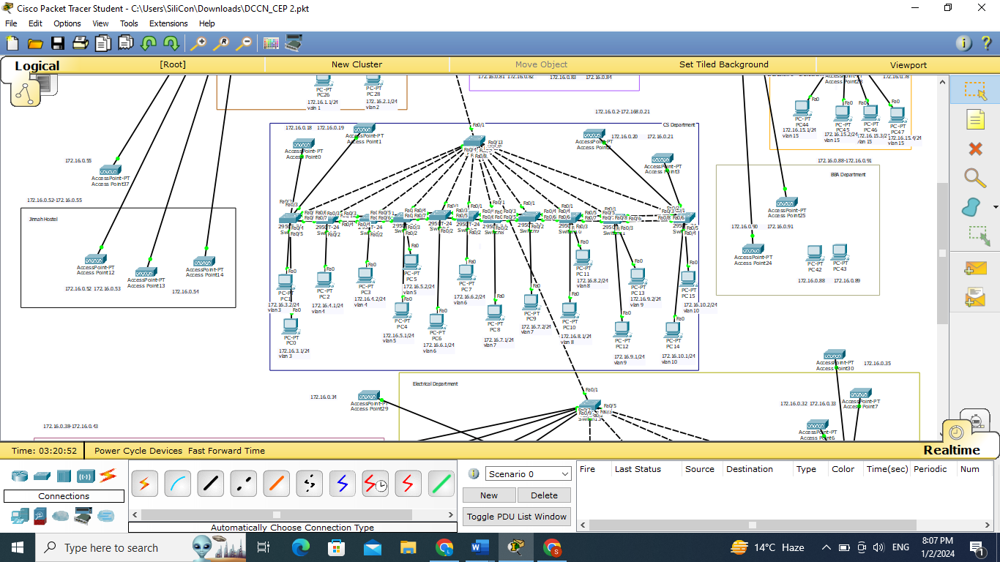 Cisco Packet Tracer Student - C:\Users\SiliCon\Downloads\DCCN_CEP 2.pkt
File Edit Options View Tools Extensions Help
Logical [Root] New Cluster Move Object Set Tiled Background Viewport
172.16.0.81 172.16.0.82 172.16.0.83 172.16.0.84
PC-PT
PC26
172.16.1.1/24
valn 1
PC-PT
PC28
172.16.2.1/24
vlan 2
172.16.0.2-172.168.0.21
CS Department
172.16.0.18 172.16.0.19
AccessPoint-PT
Access Point0
AccessPoint-PT
Access Point1
Fa0/1
Fa0/13
AccessPoint-PT
172.16.0.20 172.16.0.21
AccessPoint-PT
Access Point3
Fa0
PC-PT
PC44
172.16.15.1/24
vlan 15
PC-PT
PC45
172.16.15.2/24
PC-PT
PC46
vlan 15
PC-PT
PC47
172.16.15.4/24
vlan 15
172.16.0.88-172.16.0.91
BBA Department
AccessPoint-PT
Access Point25
172.16.0.90 172.16.0.91
AccessPoint-PT
Access Point24
PC-PT
PC42
PC-PT
PC43
172.16.0.88 172.16.0.89
172.16.0.55
AccessPoint-PT
Access Point37
172.16.0.52-172.16.0.55
Jinnah Hostel
AccessPoint-PT
Access Point12
AccessPoint-PT
Access Point13
AccessPoint-PT
Access Point14
172.16.0.52 172.16.0.53
172.16.0.54
PC-PT
PC1
172.16.3.2/24
vlan 3
PC-PT
PC0
172.16.3.1/24
vlan 3
PC-PT
PC2
172.16.4.1/24
vlan 4
PC-PT
PC3
172.16.4.2/24
vlan 4
PC-PT
PC5
172.16.5.2/24
vlan 5
PC-PT
PC4
172.16.5.1/24
vlan 5
PC-PT
PC6
172.16.6.1/24
vlan 6
PC-PT
PC7
172.16.6.2/24
vlan 6
PC-PT
PC8
172.16.7.1/24
vlan 7
PC-PT
PC9
172.16.7.2/24
vlan 7
PC-PT
PC10
172.16.8.1/24
vlan 8
PC-PT
PC11
172.16.8.2/24
vlan 8
PC-PT
PC13
172.16.9.2/24
vlan 9
PC-PT
PC12
172.16.9.1/24
vlan 9
PC-PT
PC15
172.16.10.2/24
vlan 10
PC-PT
PC14
172.16.10.1/24
vlan 10
Electrical Department
172.16.0.34
AccessPoint-PT
Access Point29
Fa0/1
Fa0/5
AccessPoint-PT
Access Point30
172.16.0.35
172.16.0.32 172.16.0.33
AccessPoint-PT
Access Point7
AccessPoint-PT
Access Point6
172.16.0.38-172.16.0.43
Time: 03:20:52 Power Cycle Devices Fast Forward Time Realtime
Connections
Automatically Choose Connection Type
Scenario 0
New Delete
Toggle PDU List Window
Fire Last Status Source Destination Type Color Time(sec) Periodic Num
Type here to search
14°C Haze
ENG
8:07 PM
1/2/2024